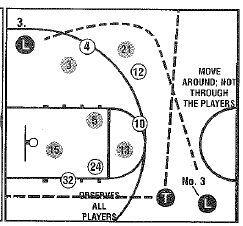 3.
L
4
21
3
12
MOVE
AROUND; NOT
THROUGH
THE PLAYERS
5
10
15
24
32
No. 3
OBSERVES
ALL
PLAYERS
T
L